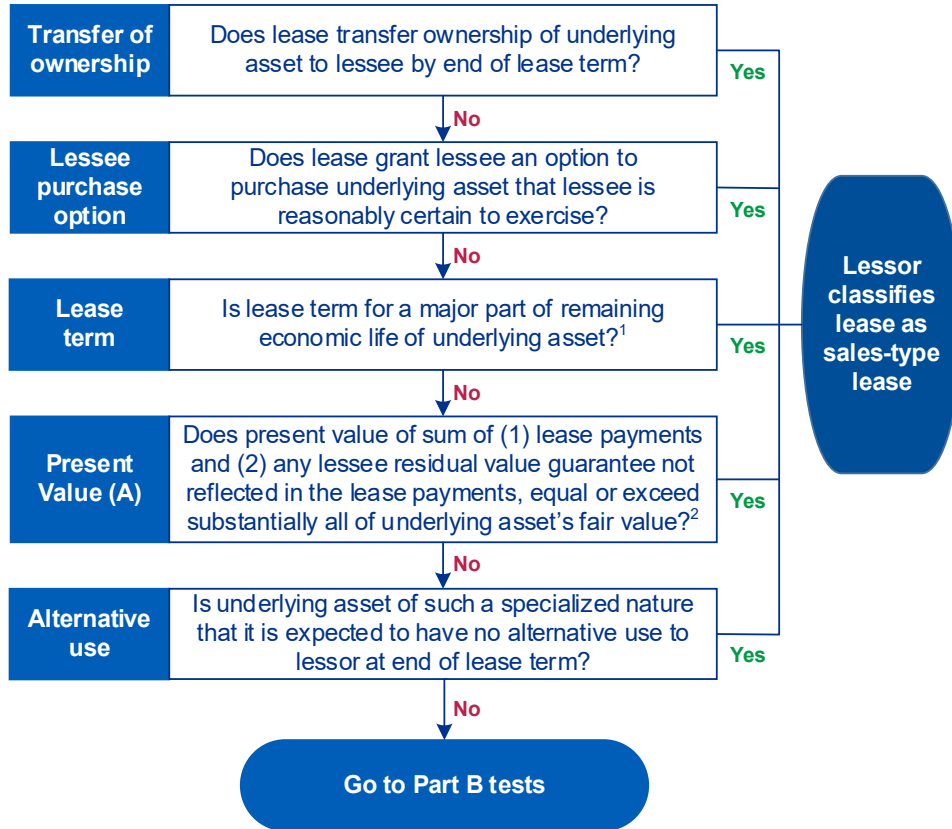 Transfer of
ownership
Does lease transfer ownership of underlying
asset to lessee by end of lease term?
Yes
No
Lessee
purchase
option
Does lease grant lessee an option to
purchase underlying asset that lessee is
reasonably certain to exercise?
Yes
No
Lease
term
Is lease term for a major part of remaining
economic life of underlying asset?1
Yes
Lessor
classifies
lease as
sales-type
lease
No
Present
Value (A)
Does present value of sum of (1) lease payments
and (2) any lessee residual value guarantee not
reflected in the lease payments, equal or exceed
substantially all of underlying asset’s fair value?2
Yes
No
Alternative
use
Is underlying asset of such a specialized nature
that it is expected to have no alternative use to
lessor at end of lease term?
Yes
No
Go to Part B tests